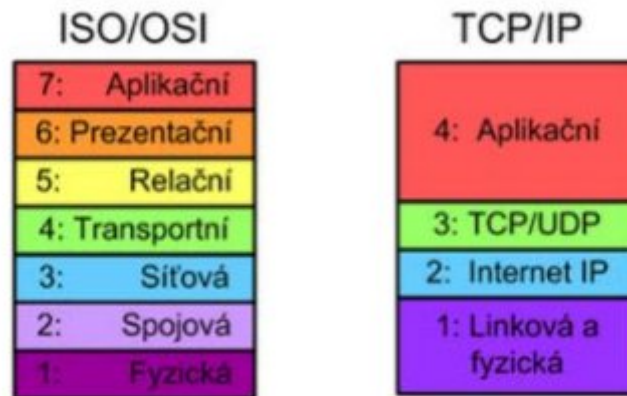 ISO/OSI
7: Aplikační
6: Prezentační
5: Relační
4: Transportní
3: Síťová
2: Spojová
1: Fyzická
TCP/IP
4: Aplikační
3: TCP/UDP
2: Internet IP
1: Linková a
fyzická